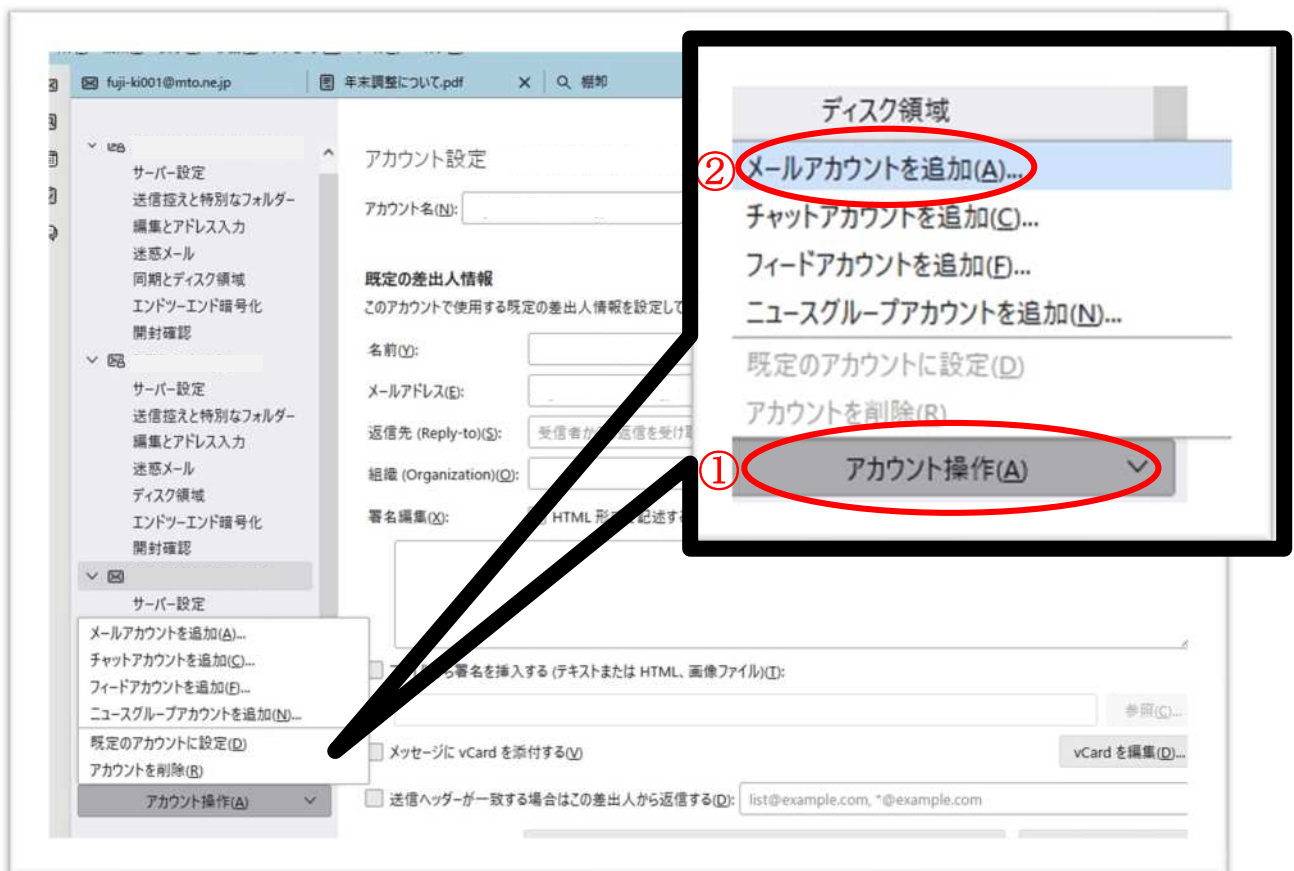 fuji-ki001@mto.ne.jp
年末調整について.pdf
棚卸
サーバー設定
送信控えと特別なフォルダー
編集とアドレス入力
迷惑メール
同期とディスク領域
エンドツーエンド暗号化
開封確認
サーバー設定
送信控えと特別なフォルダー
編集とアドレス入力
迷惑メール
ディスク領域
エンドツーエンド暗号化
開封確認
サーバー設定
メールアカウントを追加(A)...
チャットアカウントを追加(C)...
フィードアカウントを追加(F)...
ニュースグループアカウントを追加(N)...
既定のアカウントに設定(D)
アカウントを削除(R)
アカウント操作(A)
アカウント設定
アカウント名(N):
既定の差出人情報
このアカウントで使用する既定の差出人情報を設定して
名前(Y):
メールアドレス(E):
返信先 (Reply-to)(S):
受信者か 返信を受け取
組織 (Organization)(O):
署名編集(X):
HTML 形 記述する
ら署名を挿入する (テキストまたは HTML、画像ファイル)(T):
参照(C)...
メッセージに vCard を添付する(V)
vCard を編集(D)...
送信ヘッダーが一致する場合はこの差出人から返信する(D):
list@example.com, *@example.com
ディスク領域
② メールアカウントを追加(A)...
チャットアカウントを追加(C)...
フィードアカウントを追加(F)...
ニュースグループアカウントを追加(N)...
既定のアカウントに設定(D)
アカウントを削除(R)
① アカウント操作(A)